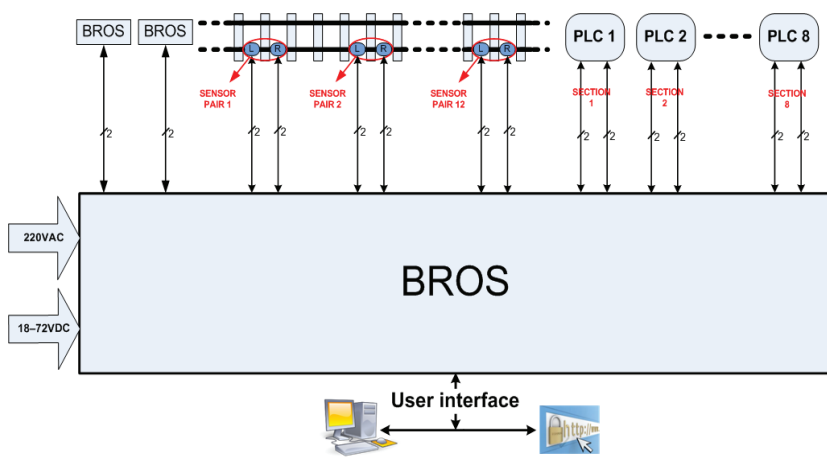 BROS
BROS
L
R
L
R
L
R
PLC 1
PLC 2
PLC 8
SENSOR
PAIR 1
SENSOR
PAIR 2
SENSOR
PAIR 12
SECTION
1
SECTION
2
SECTION
8
2
2
2
2
2
2
2
2
2
2
2
2
2
2
220VAC
18–72VDC
BROS
User interface
http://